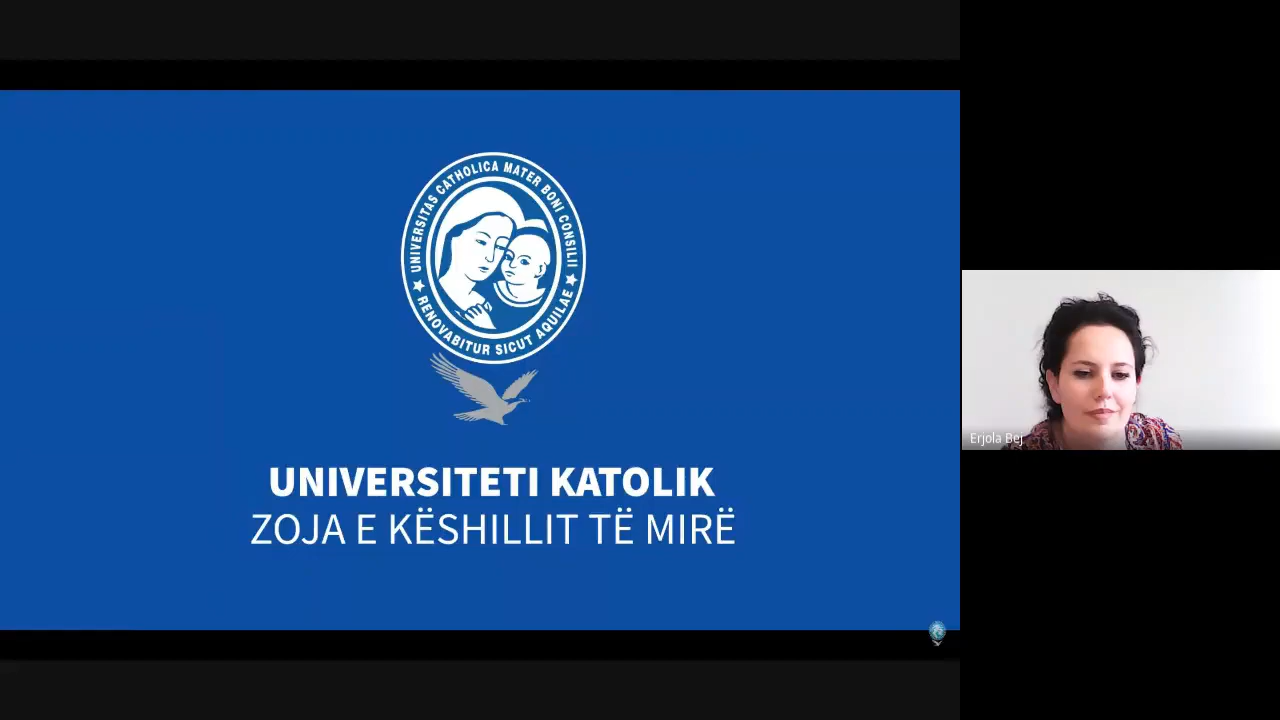 UNIVERSITAS CATHOLICA MATER BONI CONSILII
RENOVABITUR SICUT AQUILAE
UNIVERSITETI KATOLIK
ZOJA E KËSHILLIT TË MIRË
Erjola Bej